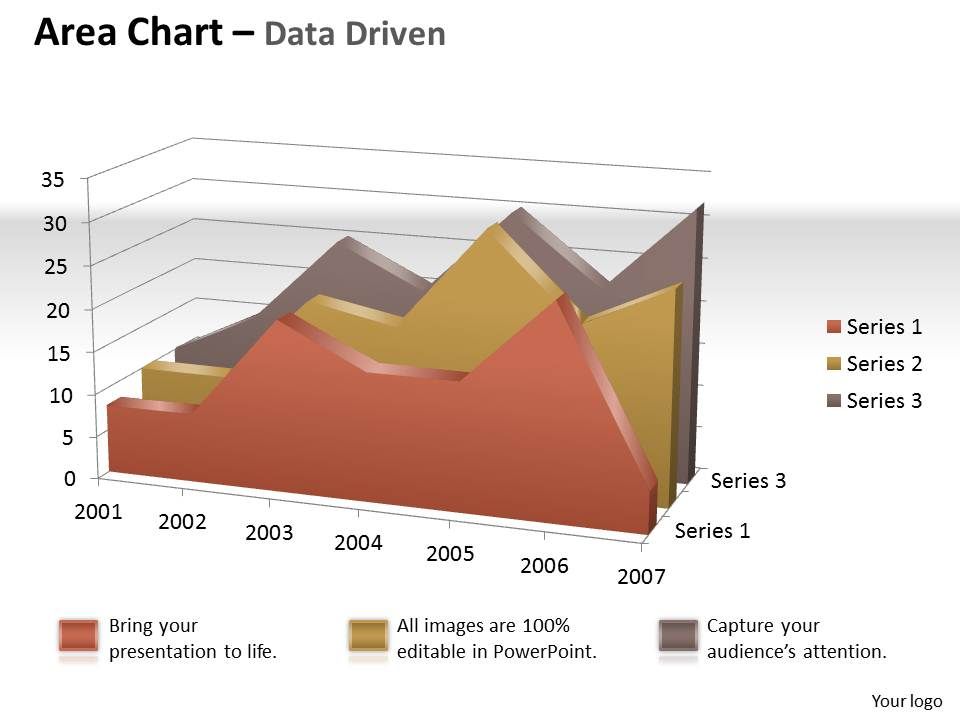 Area Chart – Data Driven
35
30
25
20
15
10
5
0
2001
2002
2003
2004
2005
2006
2007
Series 1
Series 3
Series 1
Series 2
Series 3
Bring your
presentation to life.
All images are 100%
editable in PowerPoint.
Capture your
audience’s attention.
Your logo